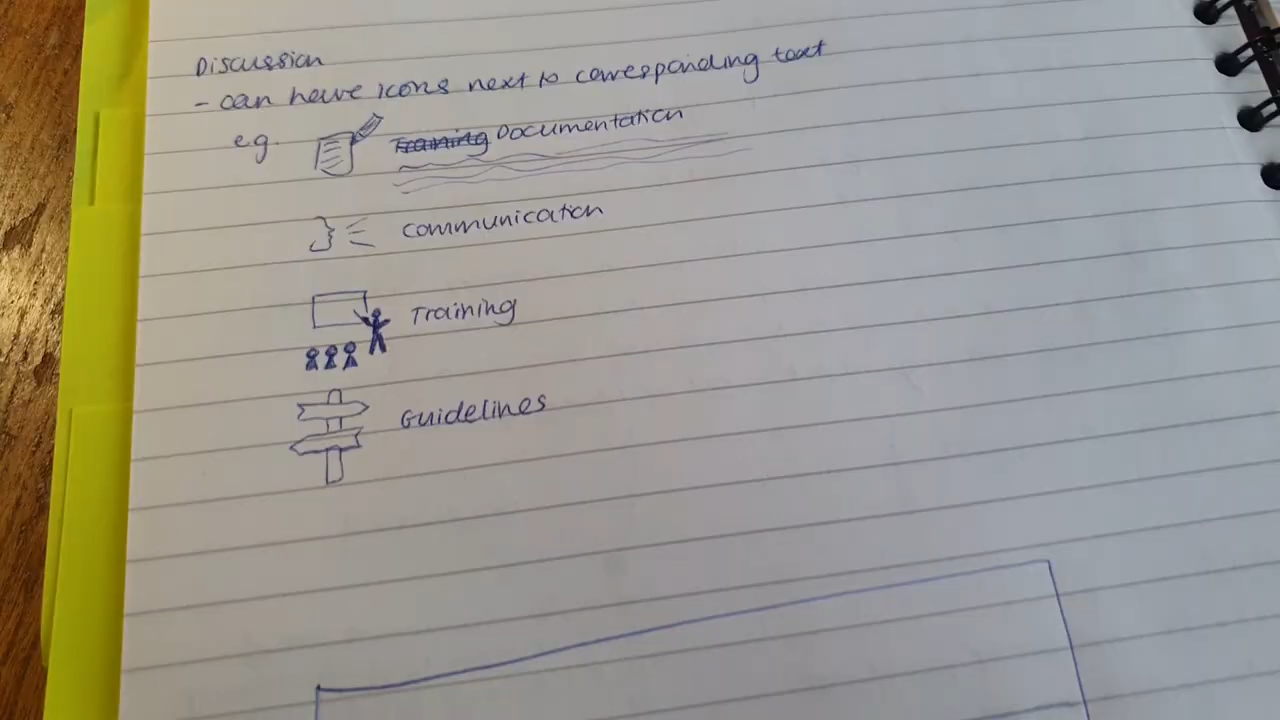 Discussion
- can have icons next to corresponding text
e.g. Training Documentation
Communication
Training
Guidelines